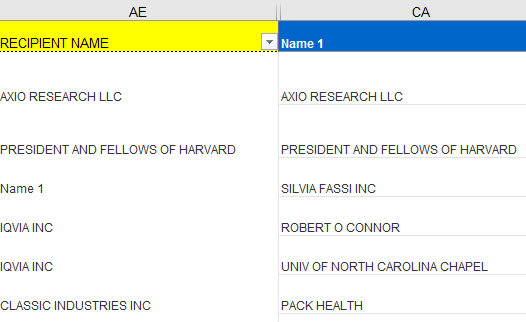 AE CA
RECIPIENT NAME Name 1
AXIO RESEARCH LLC AXIO RESEARCH LLC
PRESIDENT AND FELLOWS OF HARVARD PRESIDENT AND FELLOWS OF HARVARD
Name 1 SILVIA FASSI INC
IQVIA INC ROBERT O CONNOR
IQVIA INC UNIV OF NORTH CAROLINA CHAPEL
CLASSIC INDUSTRIES INC PACK HEALTH